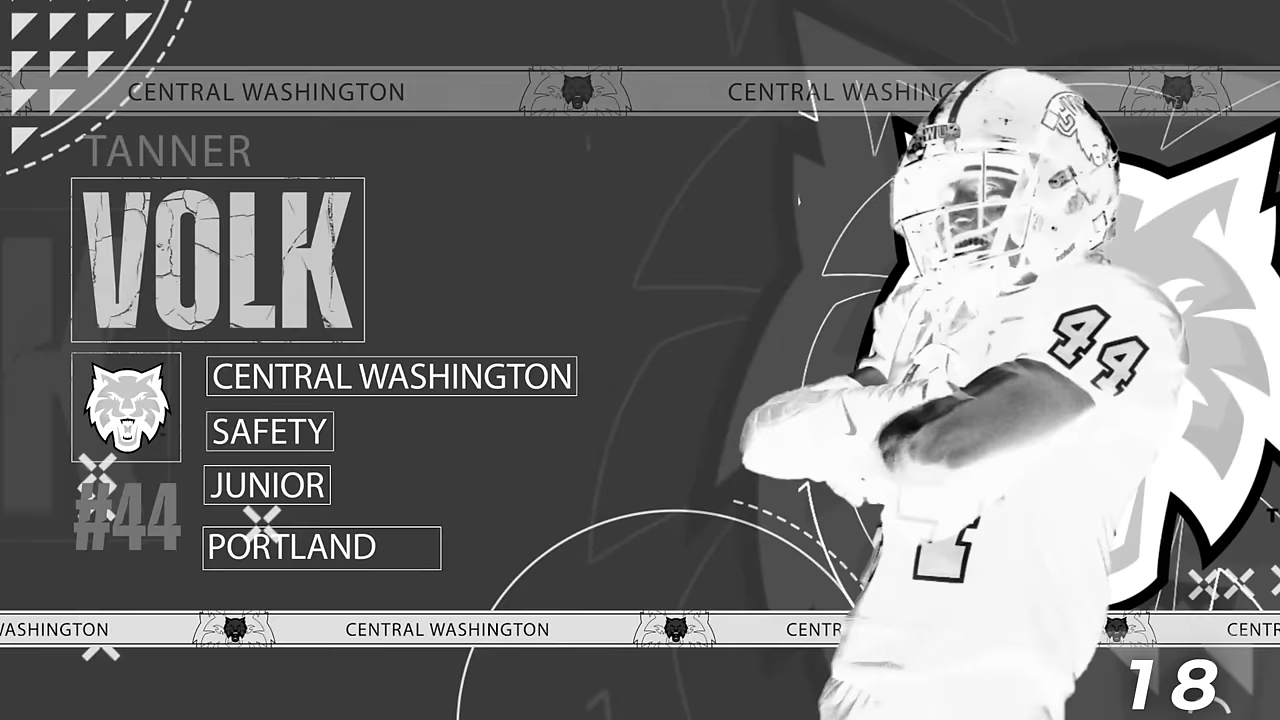 CENTRAL WASHINGTON
CENTRAL WASHING
TANNER
VOLK
CENTRAL WASHINGTON
SAFETY
JUNIOR
#44
PORTLAND
44
4
WASHINGTON
CENTRAL WASHINGTON
CENTR
CENTR
18